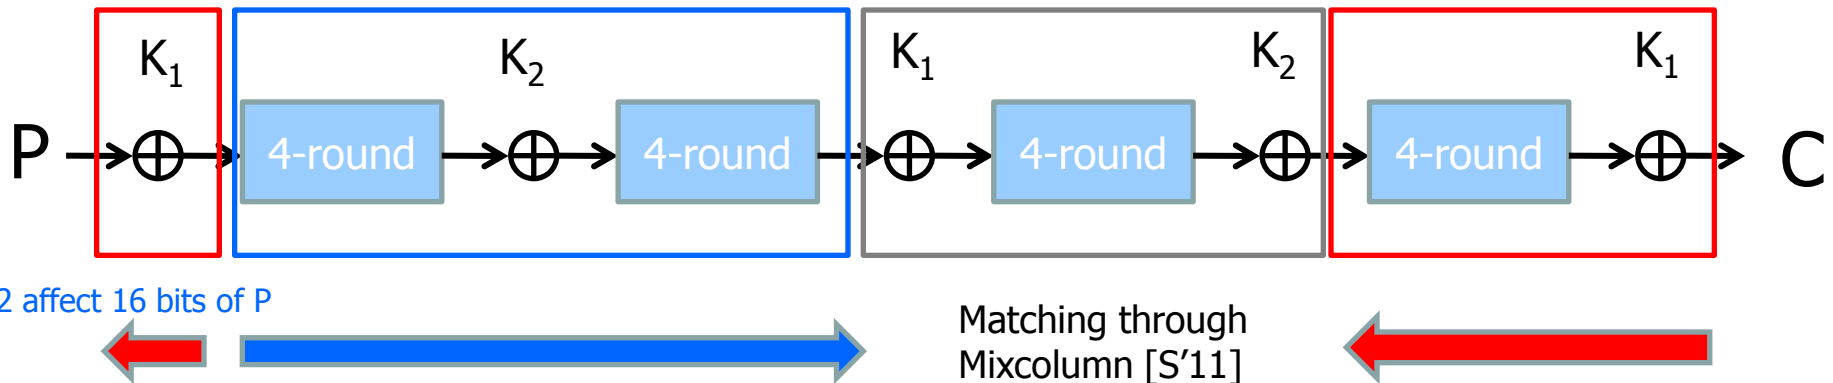 K₁ K₂ K₁ K₂ K₁
P 4-round 4-round 4-round 4-round C
2 affect 16 bits of P
Matching through
Mixcolumn [S'11]